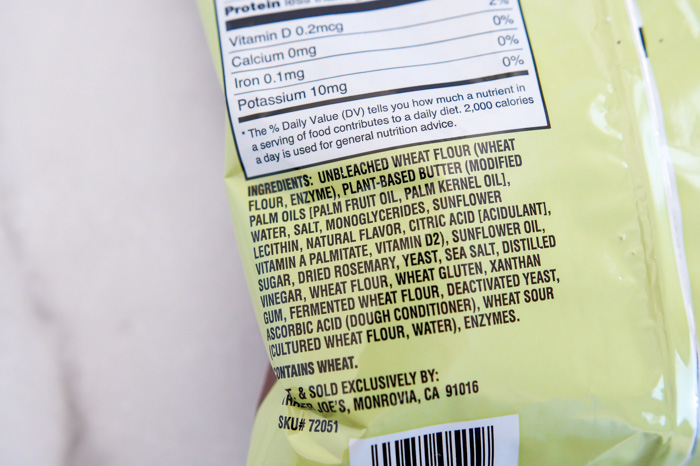 Protein less
2%
Vitamin D 0.2mcg 0%
Calcium 0mg 0%
Iron 0.1mg 0%
Potassium 10mg
* The % Daily Value (DV) tells you how much a nutrient in
a serving of food contributes to a daily diet. 2,000 calories
a day is used for general nutrition advice.
INGREDIENTS: UNBLEACHED WHEAT FLOUR (WHEAT
FLOUR, ENZYME), PLANT-BASED BUTTER (MODIFIED
PALM OILS [PALM FRUIT OIL, PALM KERNEL OIL],
WATER, SALT, MONOGLYCERIDES, SUNFLOWER
LECITHIN, NATURAL FLAVOR, CITRIC ACID [ACIDULANT],
VITAMIN A PALMITATE, VITAMIN D2), SUNFLOWER OIL,
SUGAR, DRIED ROSEMARY, YEAST, SEA SALT, DISTILLED
VINEGAR, WHEAT FLOUR, WHEAT GLUTEN, XANTHAN
GUM, FERMENTED WHEAT FLOUR, DEACTIVATED YEAST,
ASCORBIC ACID (DOUGH CONDITIONER), WHEAT SOUR
(CULTURED WHEAT FLOUR, WATER), ENZYMES.
CONTAINS WHEAT.
& SOLD EXCLUSIVELY BY:
JOE'S, MONROVIA, CA 91016
SKU# 72051